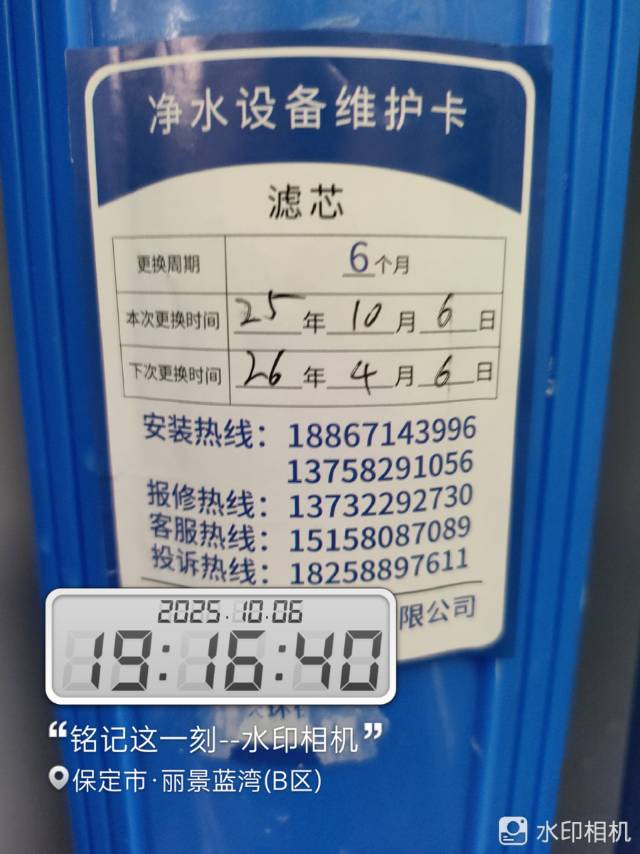 净水设备维护卡
滤芯
更换周期 6个月
本次更换时间 25年10月6日
下次更换时间 26年4月6日
安装热线：18867143996
13758291056
报修热线：13732292730
客服热线：15158087089
投诉热线：18258897611
限公司
2025.10.06
19:16:40
“铭记这一刻--水印相机”
保定市·丽景蓝湾(B区)
水印相机